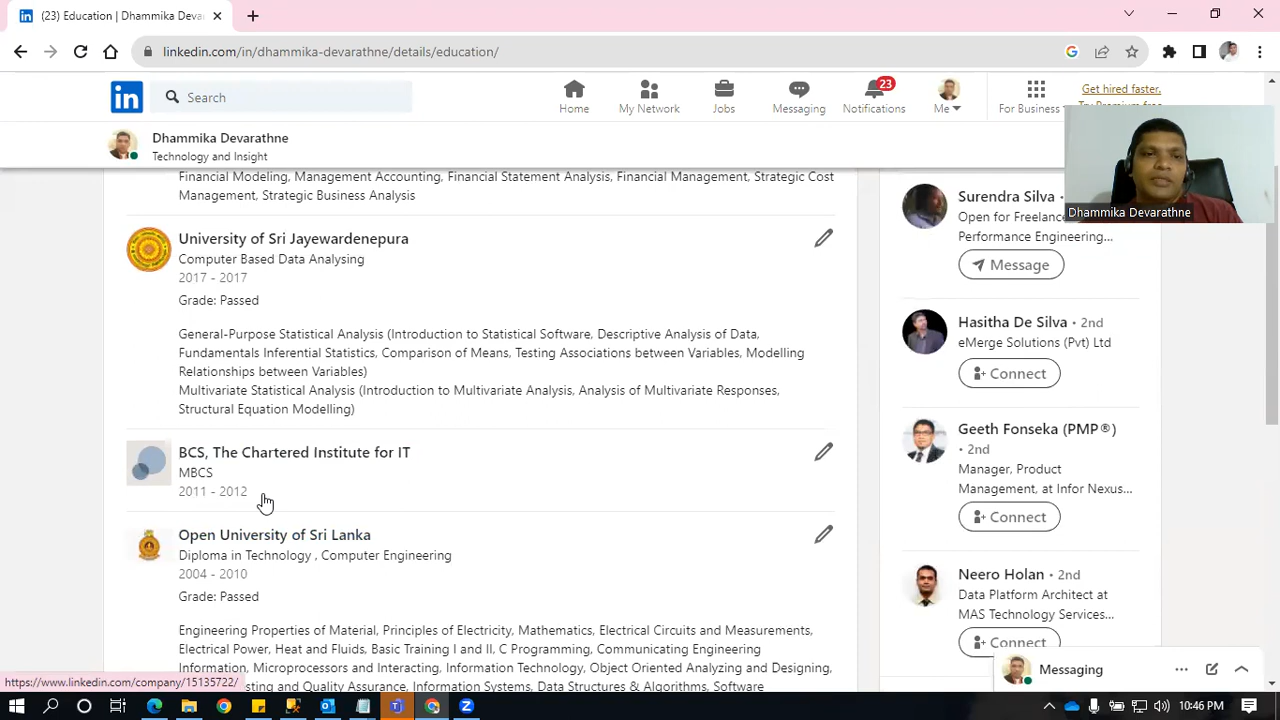 (23) Education | Dhammika Deva
linkedin.com/in/dhammika-devarathne/details/education/
in
Search
Home
My Network
Jobs
Messaging
23
Notifications
Me
For Business
Get hired faster.
Try Premium free
Dhammika Devarathne
Technology and Insight
Dhammika Devarathne
Financial Modeling, Management Accounting, Financial Statement Analysis, Financial Management, Strategic Cost
Management, Strategic Business Analysis
University of Sri Jayewardenepura
Computer Based Data Analysing
2017 - 2017
Grade: Passed
General-Purpose Statistical Analysis (Introduction to Statistical Software, Descriptive Analysis of Data,
Fundamentals Inferential Statistics, Comparison of Means, Testing Associations between Variables, Modelling
Relationships between Variables)
Multivariate Statistical Analysis (Introduction to Multivariate Analysis, Analysis of Multivariate Responses,
Structural Equation Modelling)
BCS, The Chartered Institute for IT
MBCS
2011 - 2012
Open University of Sri Lanka
Diploma in Technology , Computer Engineering
2004 - 2010
Grade: Passed
Engineering Properties of Material, Principles of Electricity, Mathematics, Electrical Circuits and Measurements,
Electrical Power, Heat and Fluids, Basic Training I and II, C Programming, Communicating Engineering
Information, Microprocessors and Interacting, Information Technology, Object Oriented Analyzing and Designing,
sting and Quality Assurance, Information Systems, Data Structures & Algorithms, Software
Surendra Silva •
Open for Freelance
Performance Engineering...
Message
Hasitha De Silva • 2nd
eMerge Solutions (Pvt) Ltd
Connect
Geeth Fonseka (PMP®)
• 2nd
Manager, Product
Management, at Infor Nexus...
Connect
Neero Holan • 2nd
Data Platform Architect at
MAS Technology Services...
Connect
Messaging
https://www.linkedin.com/company/15135722/
10:46 PM